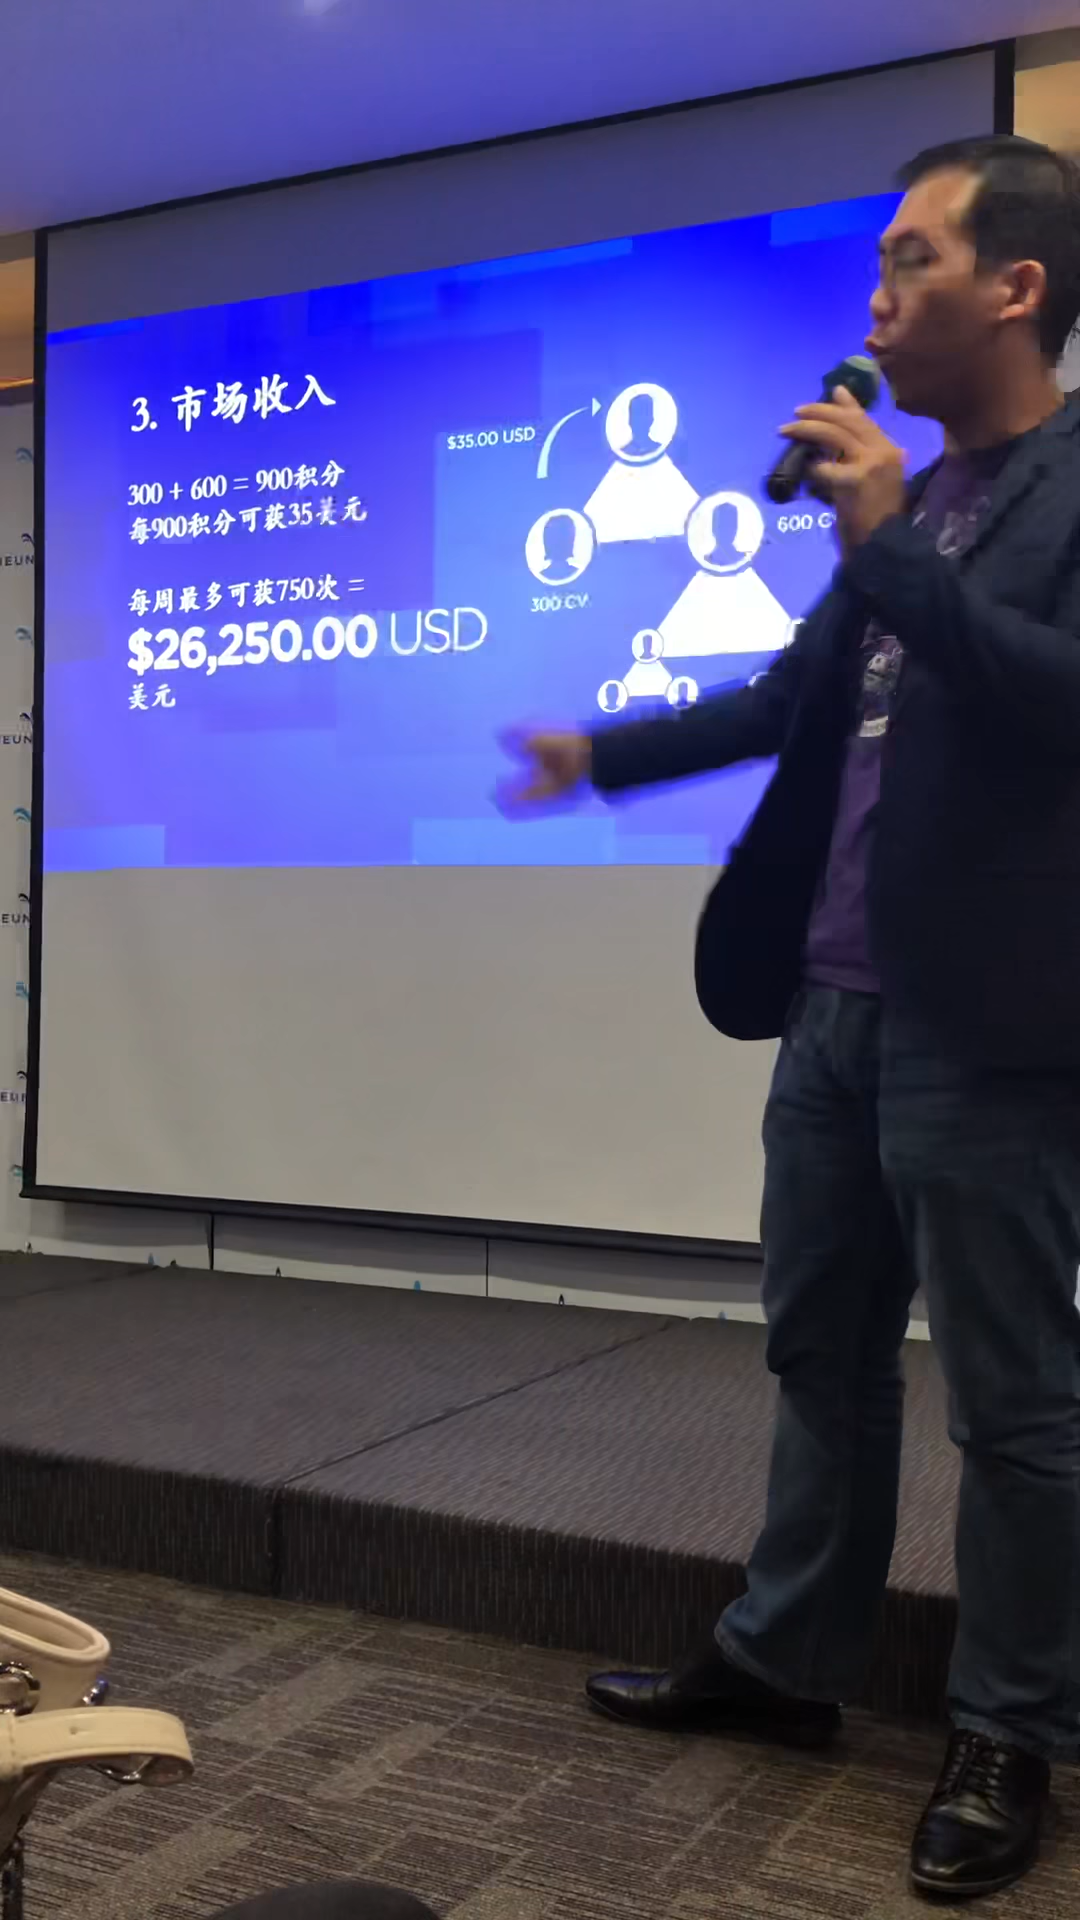 3. 市场收入
300 + 600 = 900积分
每900积分可获35美元
每周最多可获750次 =
$26,250.00 USD
美元
$35.00 USD
600 C
300 CV